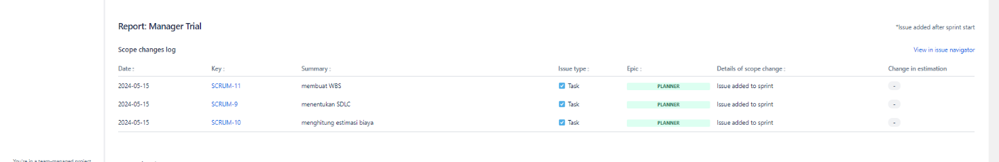 Report: Manager Trial
*Issue added after sprint start
Scope changes log
View in issue navigator
Date : Key : Summary : Issue type : Epic : Details of scope change : Change in estimation
2024-05-15 SCRUM-11 membuat WBS Task PLANNER Issue added to sprint -
2024-05-15 SCRUM-9 menentukan SDLC Task PLANNER Issue added to sprint -
2024-05-15 SCRUM-10 menghitung estimasi biaya Task PLANNER Issue added to sprint -
You're in a team-managed project